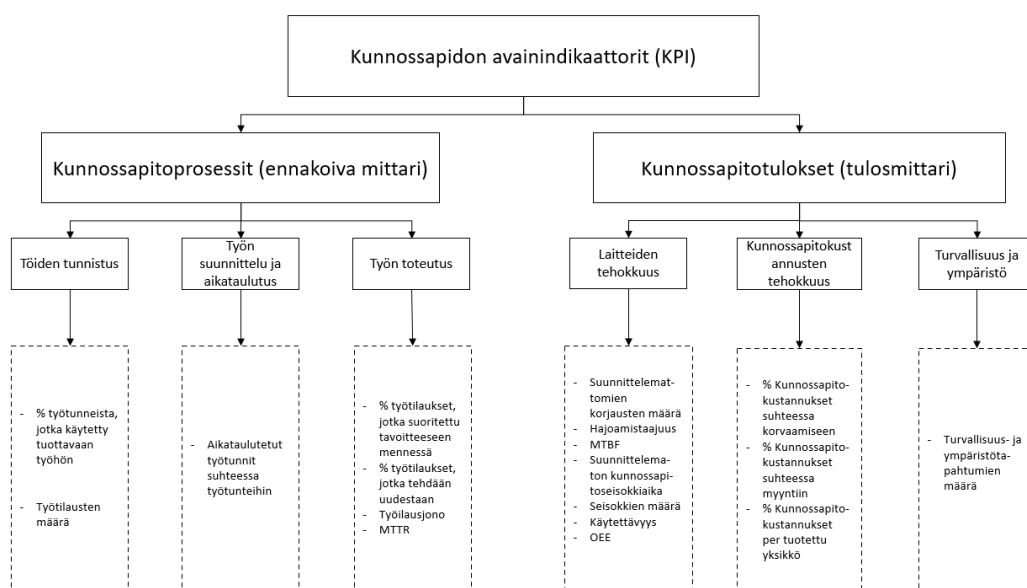 Kunnossapidon avainindikaattorit (KPI)
Kunnossapitoprosessit (ennakoiva mittari)
Kunnossapitotulokset (tulosmittari)
Töiden tunnistus
Työn
suunnittelu ja
aikataulutus
Työn toteutus
Laitteiden
tehokkuus
Kunnossapitokust
annusten
tehokkuus
Turvallisuus ja
ympäristö
- % työtunneista,
jotka käytetty
tuottavaan
työhön
- Työtilausten
määrä
- Aikataulutetut
työtunnit
suhteessa
työtunteihin
- % työtilaukset,
jotka suoritettu
tavoitteeseen
mennessä
- % työtilaukset,
jotka tehdään
uudestaan
- Työilausjono
- MTTR
- Suunnittelemat-
tomien
korjausten määrä
- Hajoamistaajuus
- MTBF
- Suunnittelema-
ton kunnossapi-
toseisokkiaika
- Seisokkien määrä
- Käytettävyys
- OEE
- % Kunnossapito-
kustannukset
suhteessa
korvaamiseen
- % Kunnossapito-
kustannukset
suhteessa
myyntiin
- % Kunnossapito-
kustannukset
per tuotettu
yksikkö
- Turvallisuus- ja
ympäristöta-
pahtumien
määrä